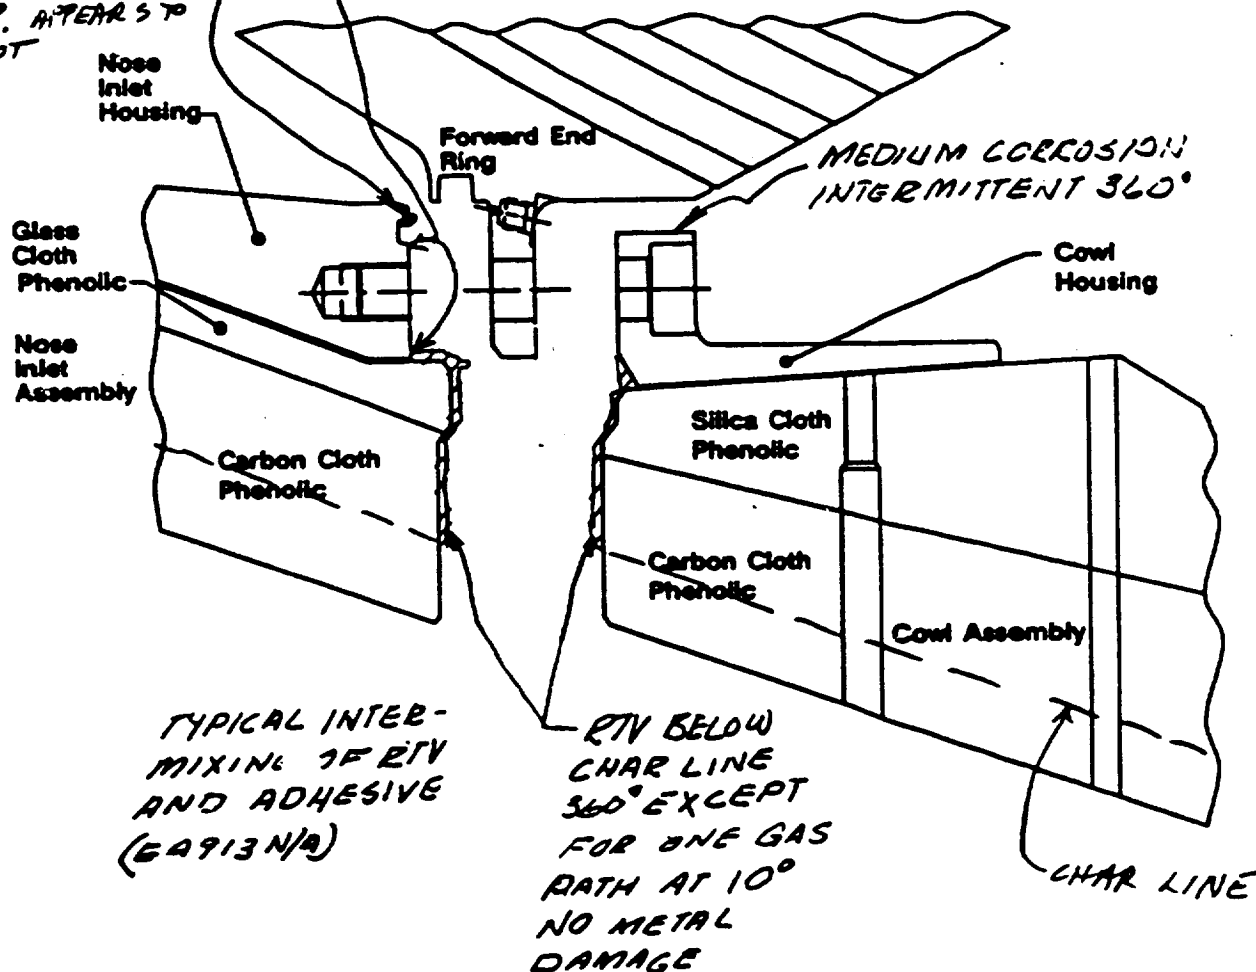 APPEARS TO
Nose
Inlet
Housing
Forward End
Ring
MEDIUM CORROSION
INTERMITTENT 360°
Glass
Cloth
Phenolic
Cowl
Housing
Nose
Inlet
Assembly
Silica Cloth
Phenolic
Carbon Cloth
Phenolic
Carbon Cloth
Phenolic
Cowl Assembly
TYPICAL INTER-
MIXING OF RTV
AND ADHESIVE
(EA913 N/A)
RTV BELOW
CHAR LINE
360° EXCEPT
FOR ONE GAS
PATH AT 10°
NO METAL
DAMAGE
CHAR LINE